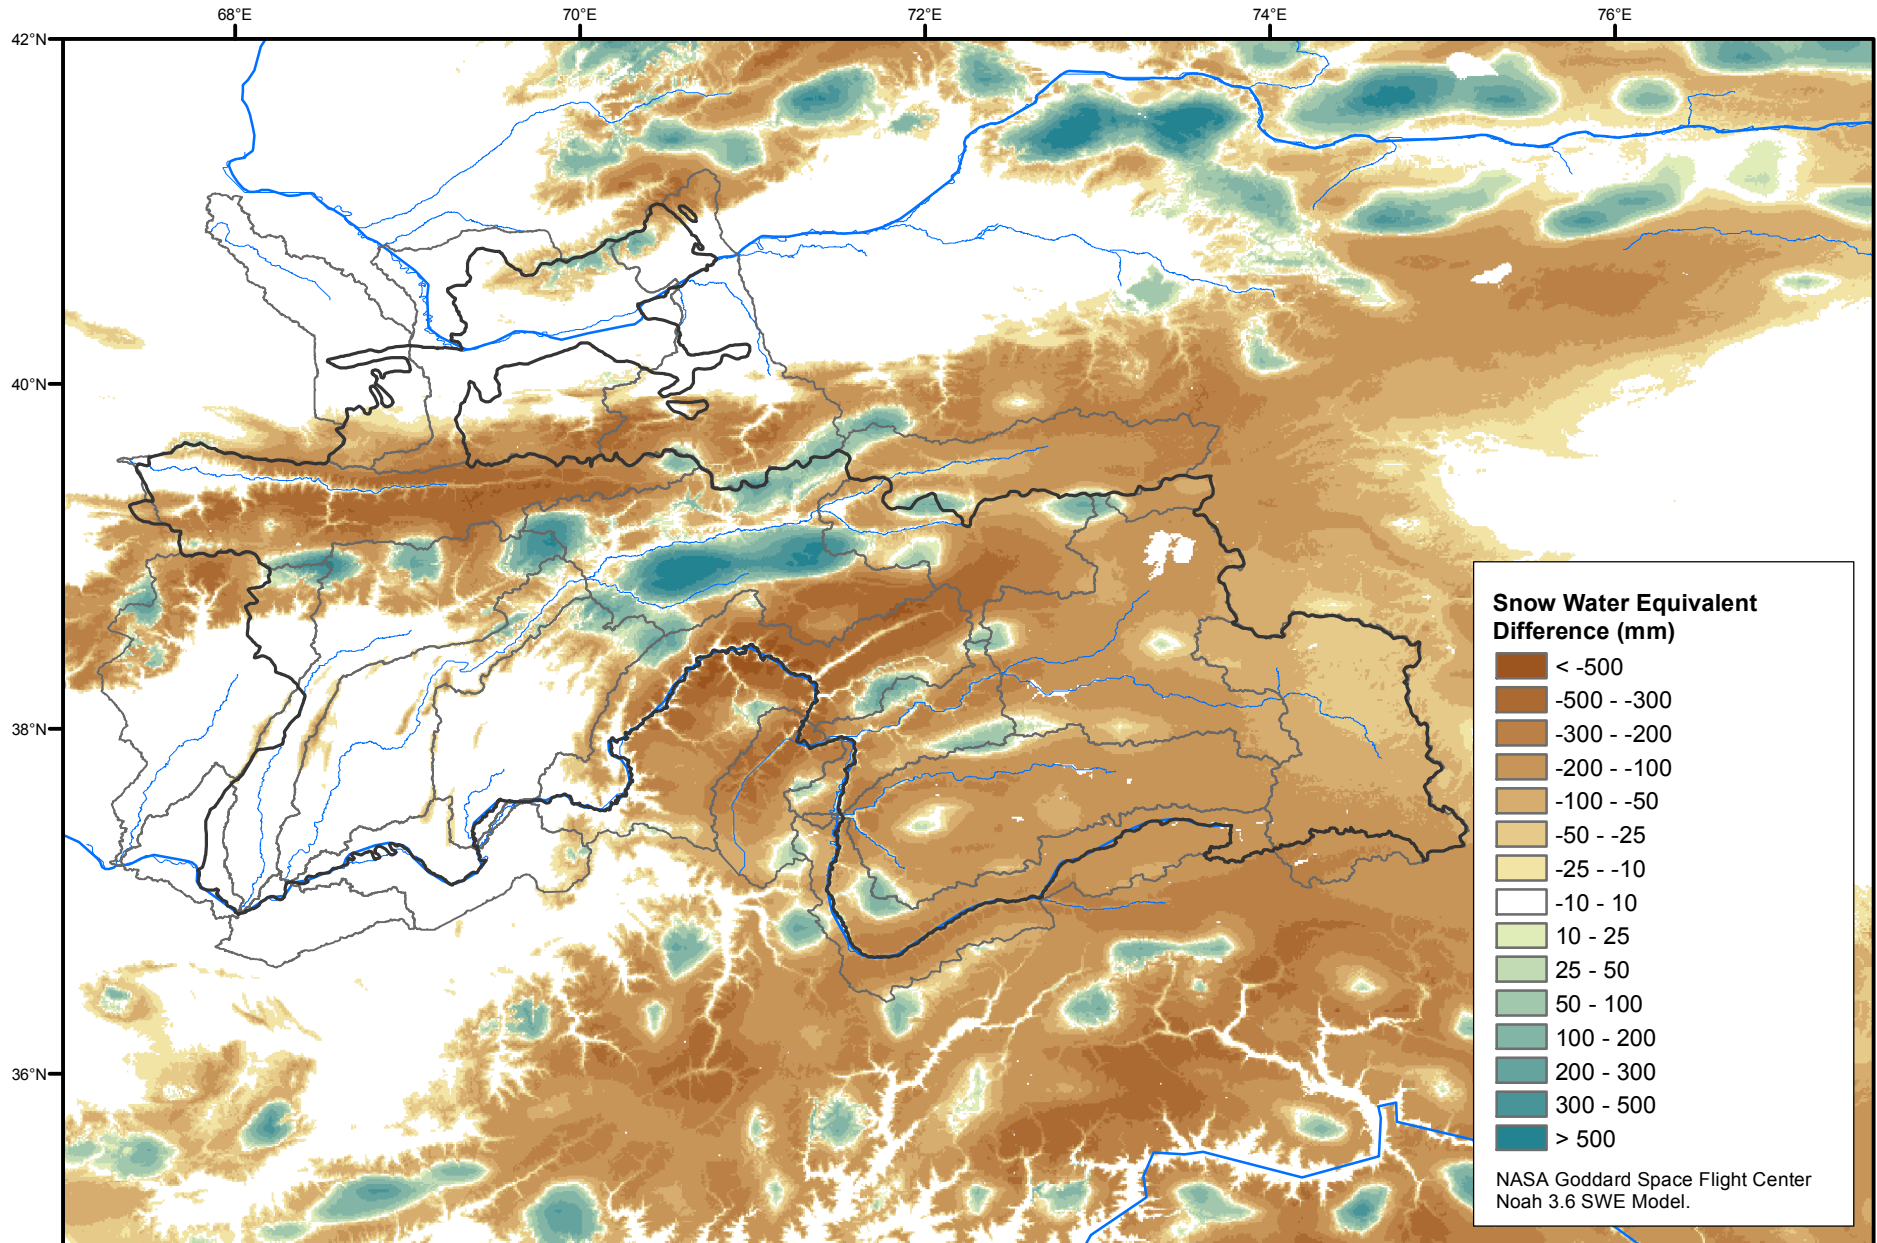 68°E
70°E
72°E
74°E
76°E
42°N
40°N
38°N
36°N
Snow Water Equivalent
Difference (mm)
< -500
-500 - -300
-300 - -200
-200 - -100
-100 - -50
-50 - -25
-25 - -10
-10 - 10
10 - 25
25 - 50
50 - 100
100 - 200
200 - 300
300 - 500
> 500
NASA Goddard Space Flight Center
Noah 3.6 SWE Model.